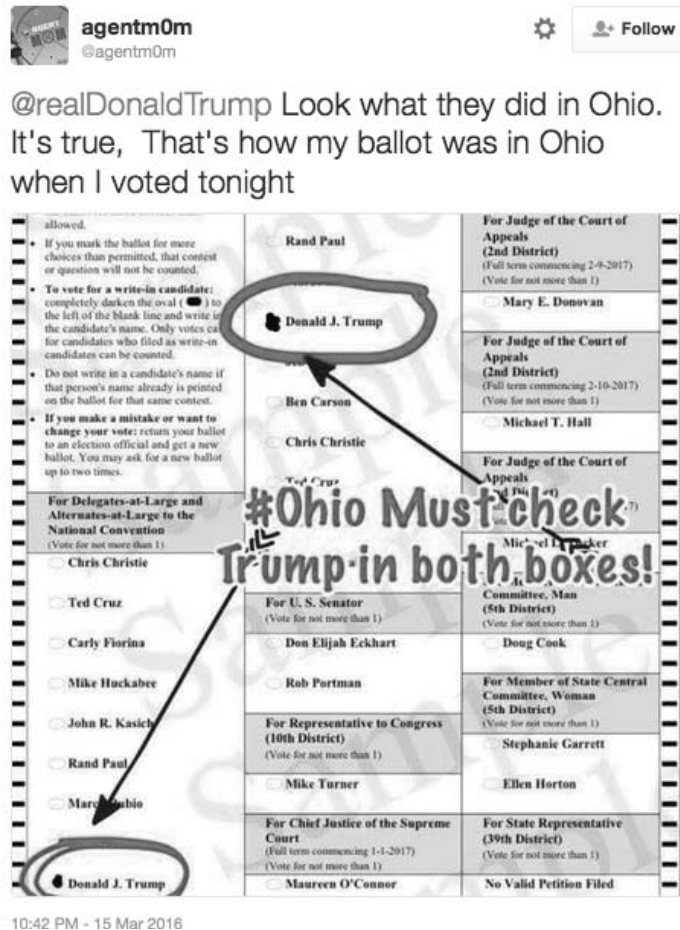 agentm0m
@agentm0m
Follow
@realDonaldTrump Look what they did in Ohio.
It's true, That's how my ballot was in Ohio
when I voted tonight
allowed.
• If you mark the ballot for more
choices than permitted, that contest
or question will not be counted.
• To vote for a write-in candidate:
completely darken the oval ( ) to
the left of the blank line and write in
the candidate's name. Only votes
for candidates who filed as write-in
candidates can be counted.
• Do not write in a candidate's name if
that person's name already is printed
on the ballot for that same contest.
• If you make a mistake or want to
change your vote: return your ballot
to an election official and get a new
ballot. You may ask for a new ballot
up to two times.
For Delegates-at-Large and
Alternates-at-Large to the
National Convention
(Vote for not more than 1)
Chris Christie
Ted Cruz
Carly Fiorina
Mike Huckabee
John R. Kasich
Rand Paul
Marco Rubio
Donald J. Trump
Rand Paul
Donald J. Trump
Ben Carson
Chris Christie
Ted Cruz
#Ohio Must check
Trump in both boxes!
For U. S. Senator
(Vote for not more than 1)
Don Elijah Eckhart
Rob Portman
For Representative to Congress
(10th District)
(Vote for not more than 1)
Mike Turner
For Chief Justice of the Supreme
Court
(Full term commencing 1-1-2017)
(Vote for not more than 1)
Maureen O'Connor
For Judge of the Court of
Appeals
(2nd District)
(Full term commencing 2-9-2017)
(Vote for not more than 1)
Mary E. Donovan
For Judge of the Court of
Appeals
(2nd District)
(Full term commencing 2-10-2017)
(Vote for not more than 1)
Michael T. Hall
For Judge of the Court of
Appeals
Committee, Man
(5th District)
(Vote for not more than 1)
Doug Cook
For Member of State Central
Committee, Woman
(5th District)
(Vote for not more than 1)
Stephanie Garrett
Ellen Horton
For State Representative
(39th District)
(Vote for not more than 1)
No Valid Petition Filed
Sample
10:42 PM - 15 Mar 2016